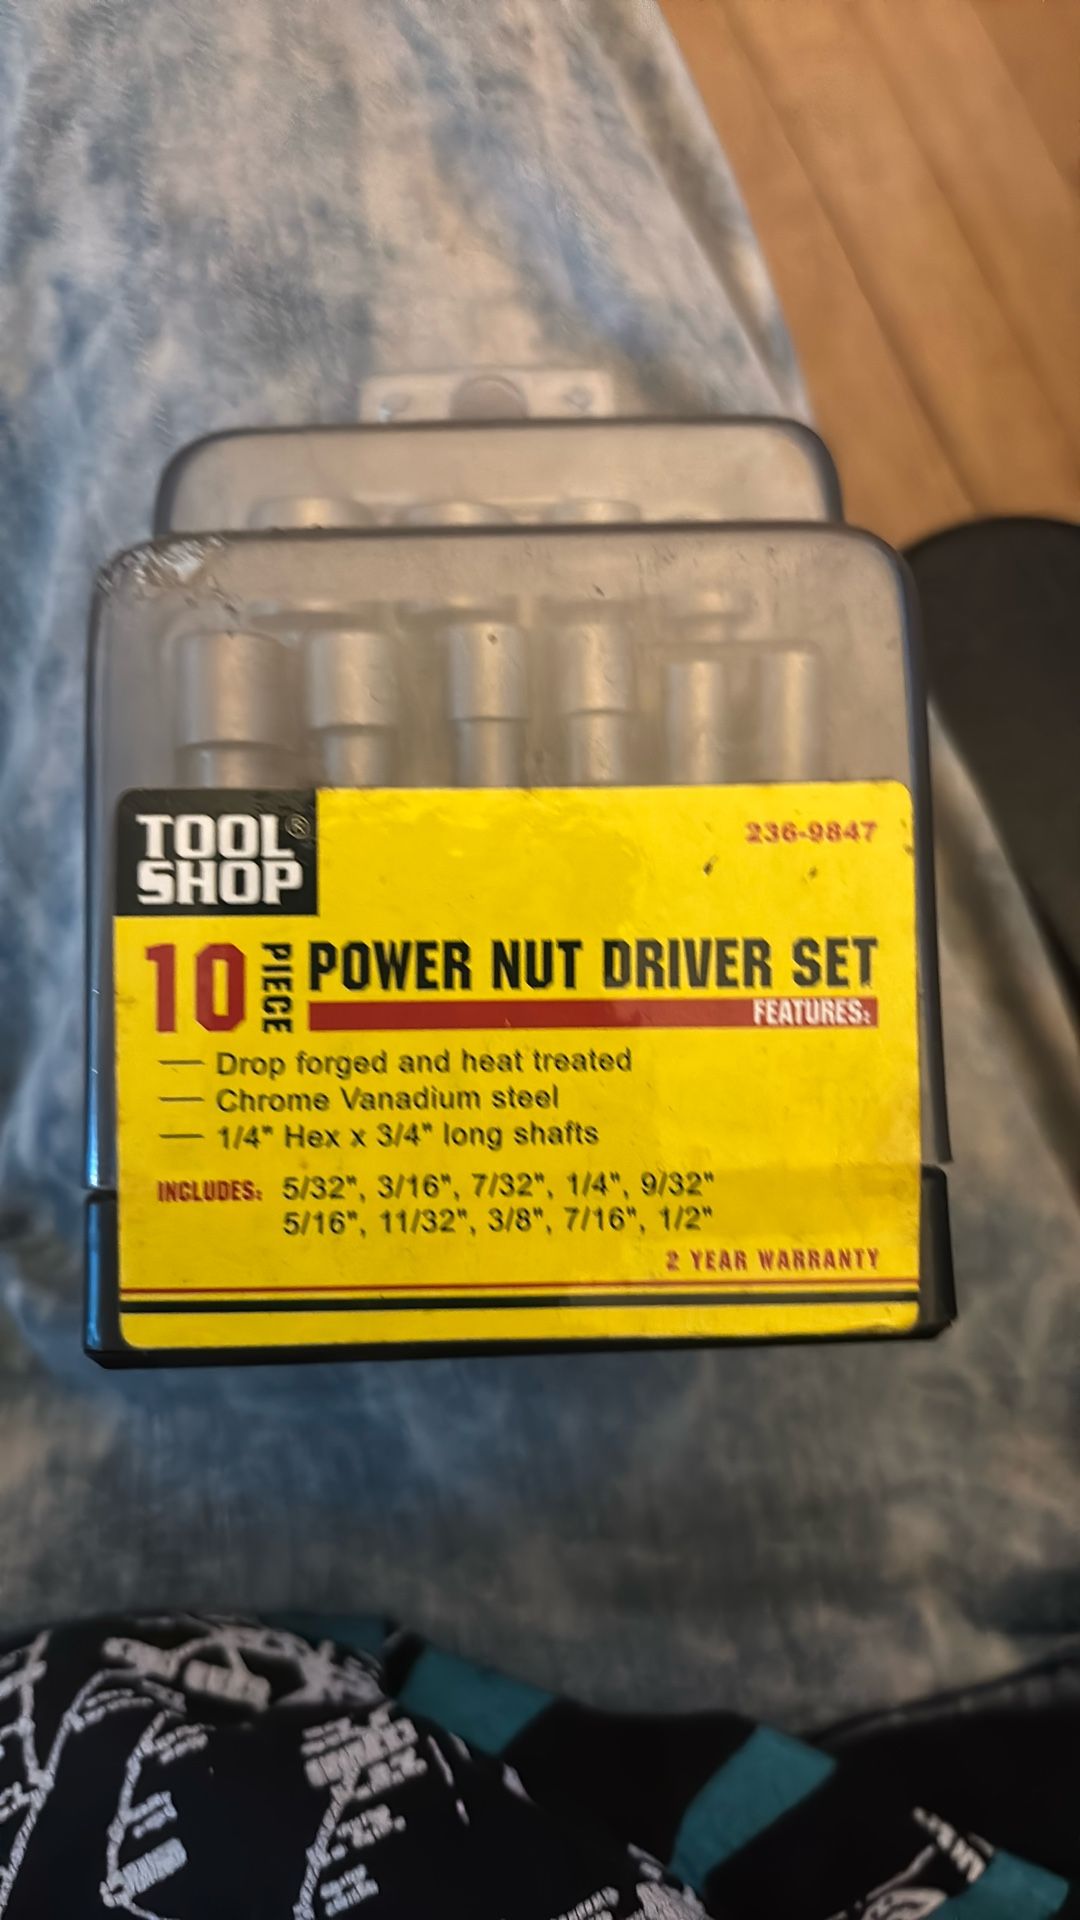 TOOL®
SHOP
236-9847
10 PIECE POWER NUT DRIVER SET
FEATURES:
— Drop forged and heat treated
— Chrome Vanadium steel
— 1/4" Hex x 3/4" long shafts
INCLUDES: 5/32", 3/16", 7/32", 1/4", 9/32"
5/16", 11/32", 3/8", 7/16", 1/2"
2 YEAR WARRANTY